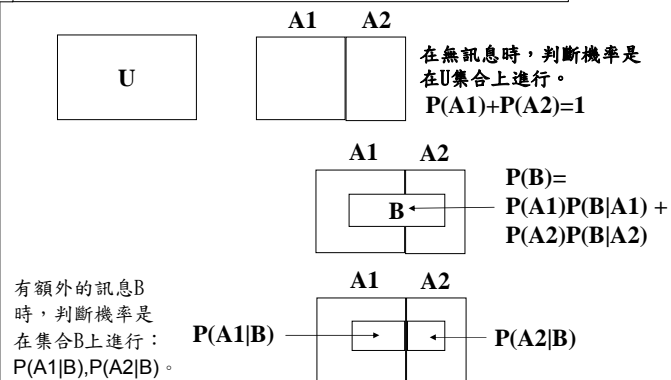 A1 A2
U
在無訊息時，判斷機率是
在U集合上進行。
P(A1)+P(A2)=1
A1 A2
B
P(B)=
P(A1)P(B|A1) +
P(A2)P(B|A2)
A1 A2
有額外的訊息B
時，判斷機率是
在集合B上進行：
P(A1|B),P(A2|B)。
P(A1|B)
P(A2|B)